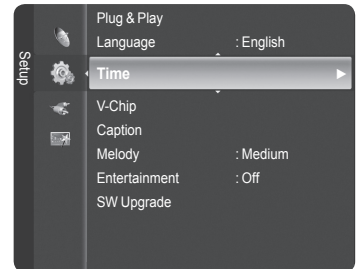 Setup
Plug & Play
Language : English
Time
V-Chip
Caption
Melody : Medium
Entertainment : Off
SW Upgrade